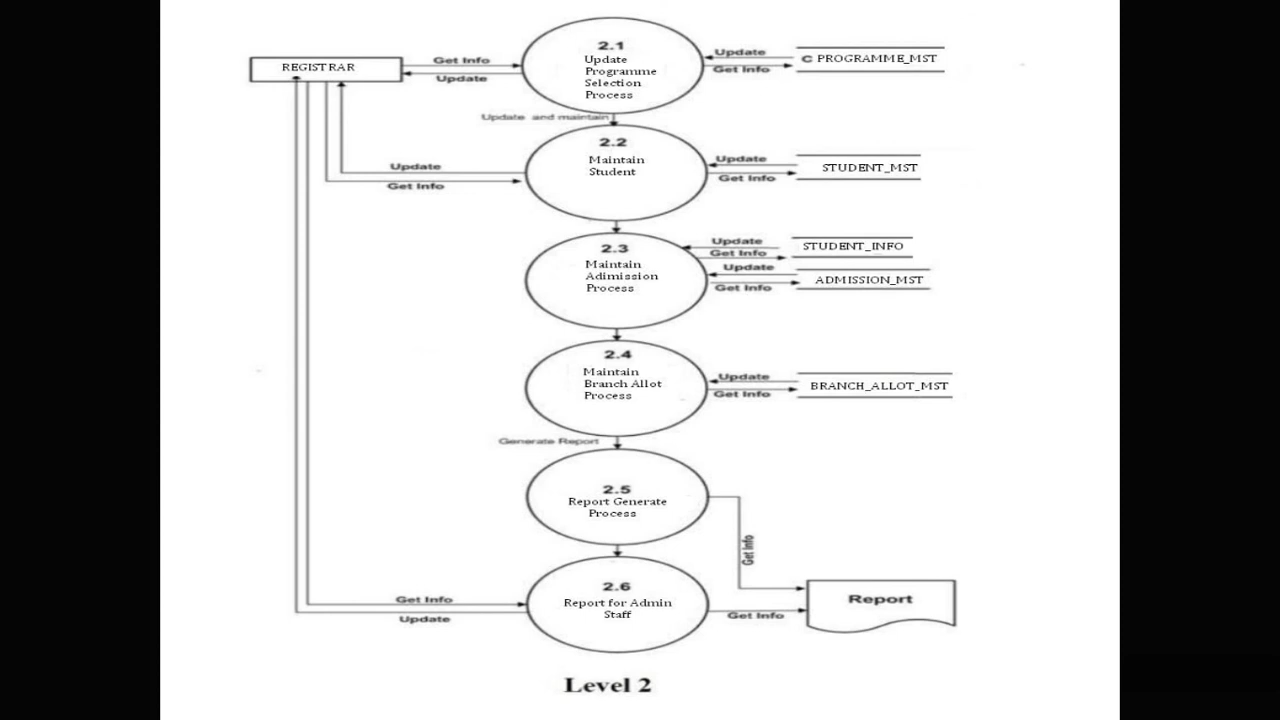 2.1
Update
Programme
Selection
Process
REGISTRAR
Get Info
Update
Update
Get Info
C PROGRAMME_MST
Update and maintain
2.2
Maintain
Student
Update
Get Info
Update
Get Info
STUDENT_MST
2.3
Maintain
Adimission
Process
Update
Get Info
STUDENT_INFO
Update
Get Info
ADMISSION_MST
2.4
Maintain
Branch Allot
Process
Update
Get Info
BRANCH_ALLOT_MST
Generate Report
2.5
Report Generate
Process
Get Info
2.6
Report for Admin
Staff
Get Info
Update
Get Info
Report
Level 2